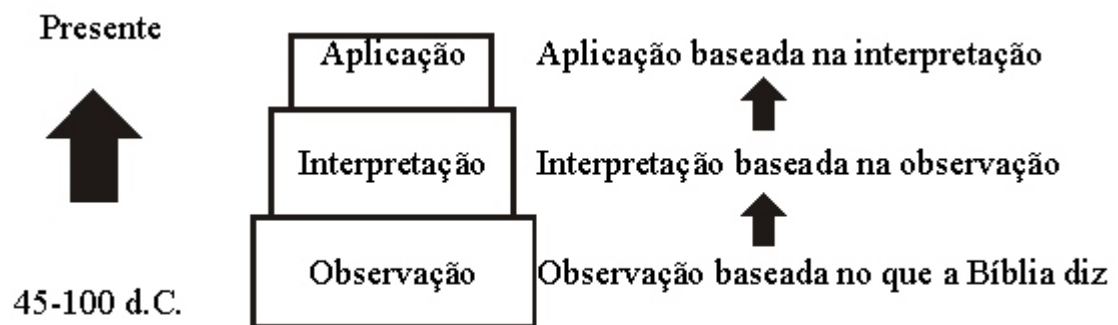 Presente
Aplicação
Aplicação baseada na interpretação
Interpretação
Interpretação baseada na observação
Observação
Observação baseada no que a Bíblia diz
45-100 d.C.